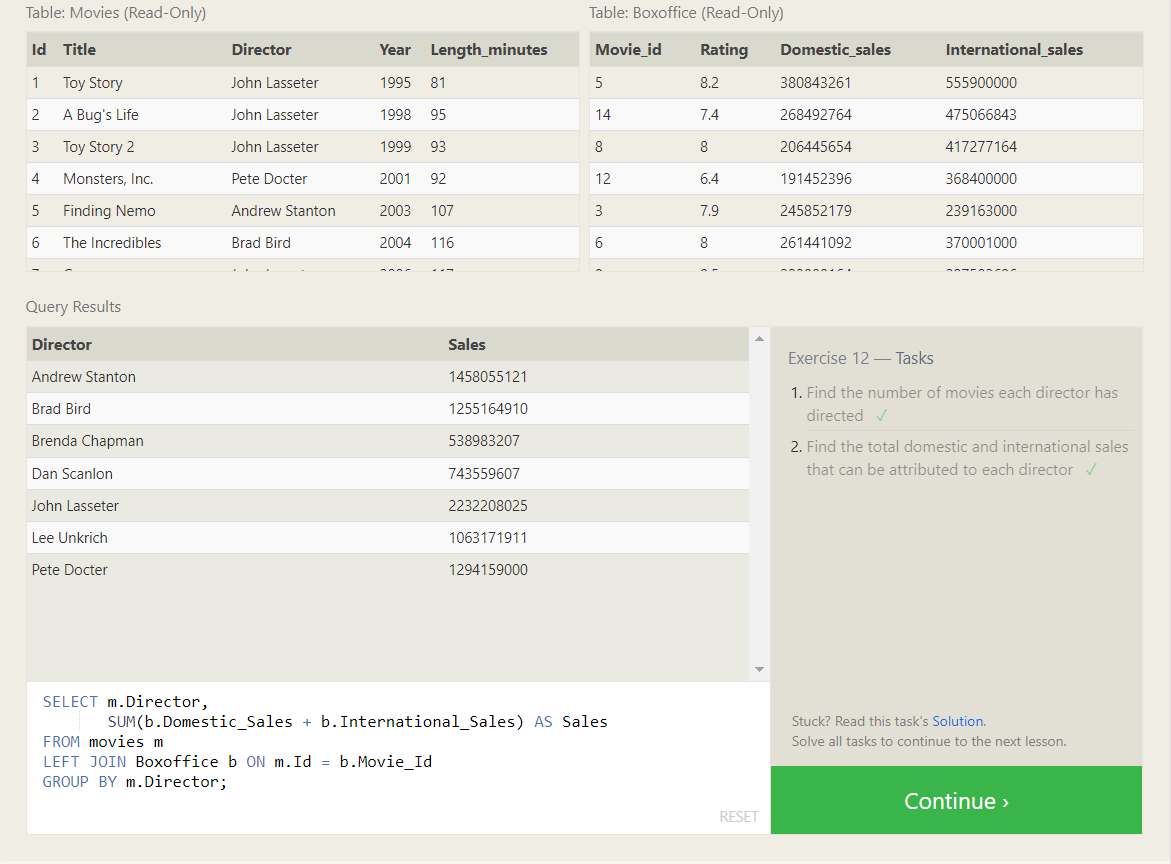 Table: Movies (Read-Only)
Table: Boxoffice (Read-Only)
Id Title Director Year Length_minutes
Movie_id Rating Domestic_sales International_sales
1 Toy Story John Lasseter 1995 81
5 8.2 380843261 555900000
2 A Bug's Life John Lasseter 1998 95
14 7.4 268492764 475066843
3 Toy Story 2 John Lasseter 1999 93
8 8 206445654 417277164
4 Monsters, Inc. Pete Docter 2001 92
12 6.4 191452396 368400000
5 Finding Nemo Andrew Stanton 2003 107
3 7.9 245852179 239163000
6 The Incredibles Brad Bird 2004 116
6 8 261441092 370001000
Query Results
Director Sales
Andrew Stanton 1458055121
Brad Bird 1255164910
Brenda Chapman 538983207
Dan Scanlon 743559607
John Lasseter 2232208025
Lee Unkrich 1063171911
Pete Docter 1294159000
Exercise 12 — Tasks
1. Find the number of movies each director has
directed ✓
2. Find the total domestic and international sales
that can be attributed to each director ✓
SELECT m.Director,
SUM(b.Domestic_Sales + b.International_Sales) AS Sales
FROM movies m
LEFT JOIN Boxoffice b ON m.Id = b.Movie_Id
GROUP BY m.Director;
RESET
Stuck? Read this task's Solution.
Solve all tasks to continue to the next lesson.
Continue ›